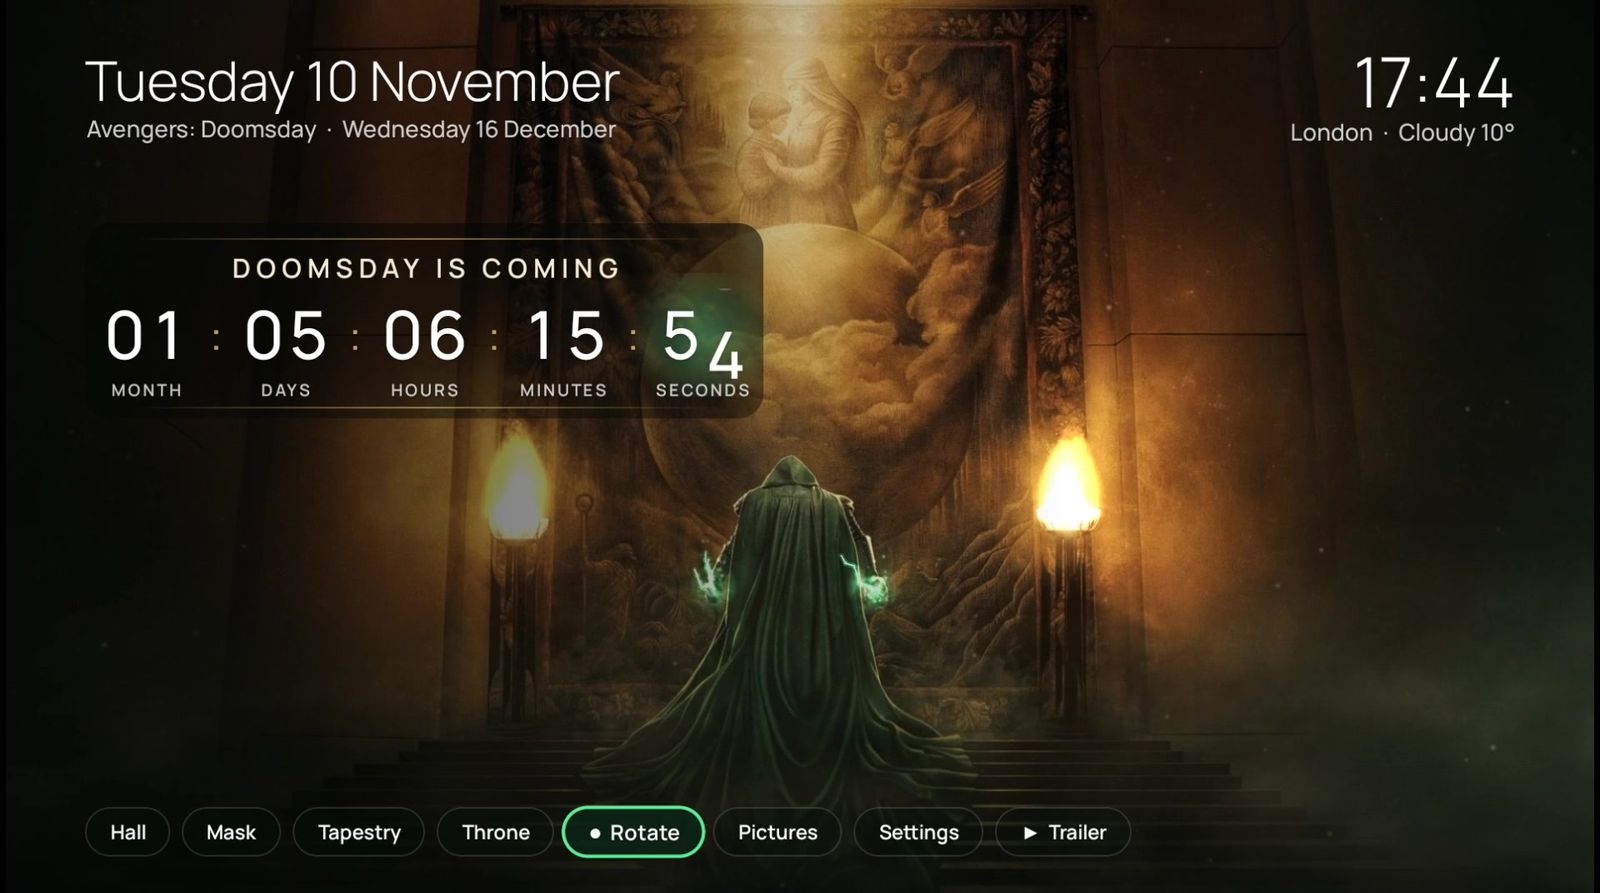 Tuesday 10 November
Avengers: Doomsday · Wednesday 16 December
17:44
London · Cloudy 10°
DOOMSDAY IS COMING
01 : 05 : 06 : 15 : 54
MONTH DAYS HOURS MINUTES SECONDS
Hall Mask Tapestry Throne ● Rotate Pictures Settings ► Trailer